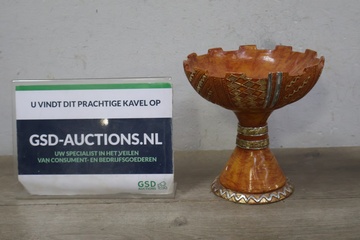 U VINDT DIT PRACHTIGE KAVEL OP
GSD-AUCTIONS.NL
UW SPECIALIST IN HET VEILEN
VAN CONSUMENT- EN BEDRIJFSGOEDEREN
GSD